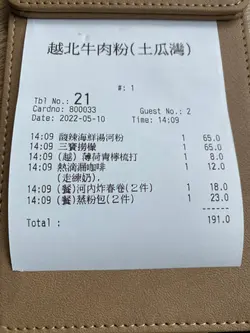 越北牛肉粉(土瓜灣)
#: 1
Tbl No.: 21
Cardno: 800033 Guest No.: 2
Date: 2022-05-10 Time: 14:09
14:09 酸辣海鮮湯河粉 1 65.0
14:09 三寶撈檬 1 65.0
14:09 (越) 薄荷青檸梳打 1 8.0
14:09 熱滴漏咖啡 1 12.0
(走煉奶).
14:09 (餐)河內炸春卷(2件) 1 18.0
14:09 (餐)蒸粉包(2件) 1 23.0
Total : 191.0